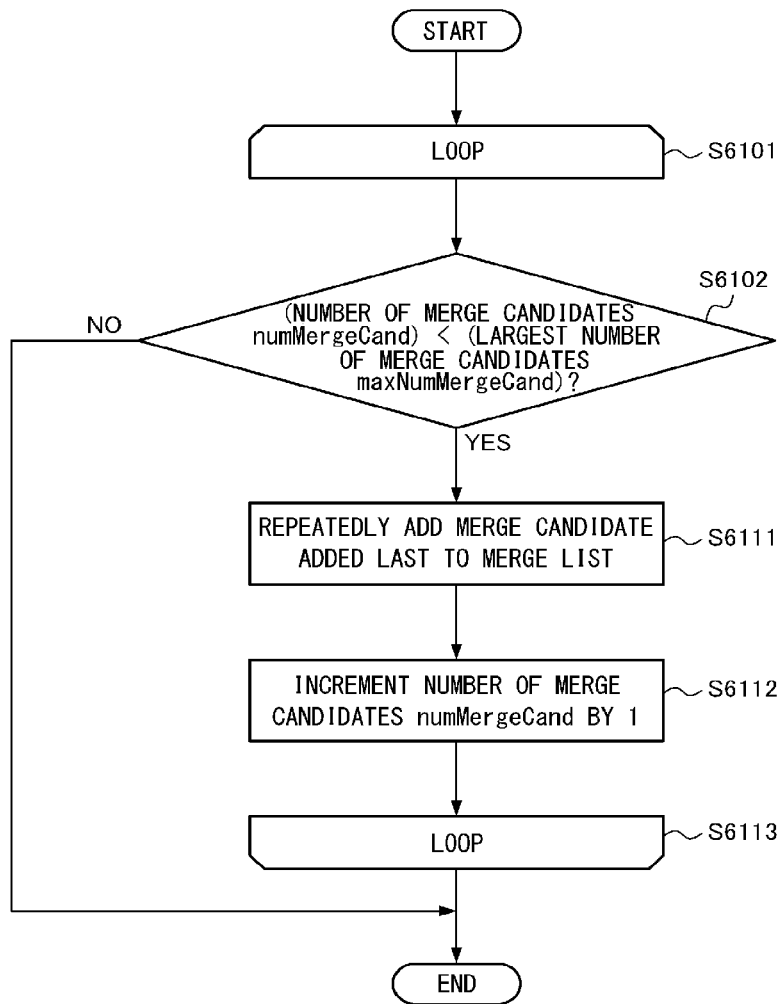 START
LOOP
S6101
S6102
(NUMBER OF MERGE CANDIDATES
numMergeCand) < (LARGEST NUMBER
OF MERGE CANDIDATES
maxNumMergeCand)?
NO
YES
REPEATEDLY ADD MERGE CANDIDATE
ADDED LAST TO MERGE LIST
S6111
INCREMENT NUMBER OF MERGE
CANDIDATES numMergeCand BY 1
S6112
LOOP
S6113
END